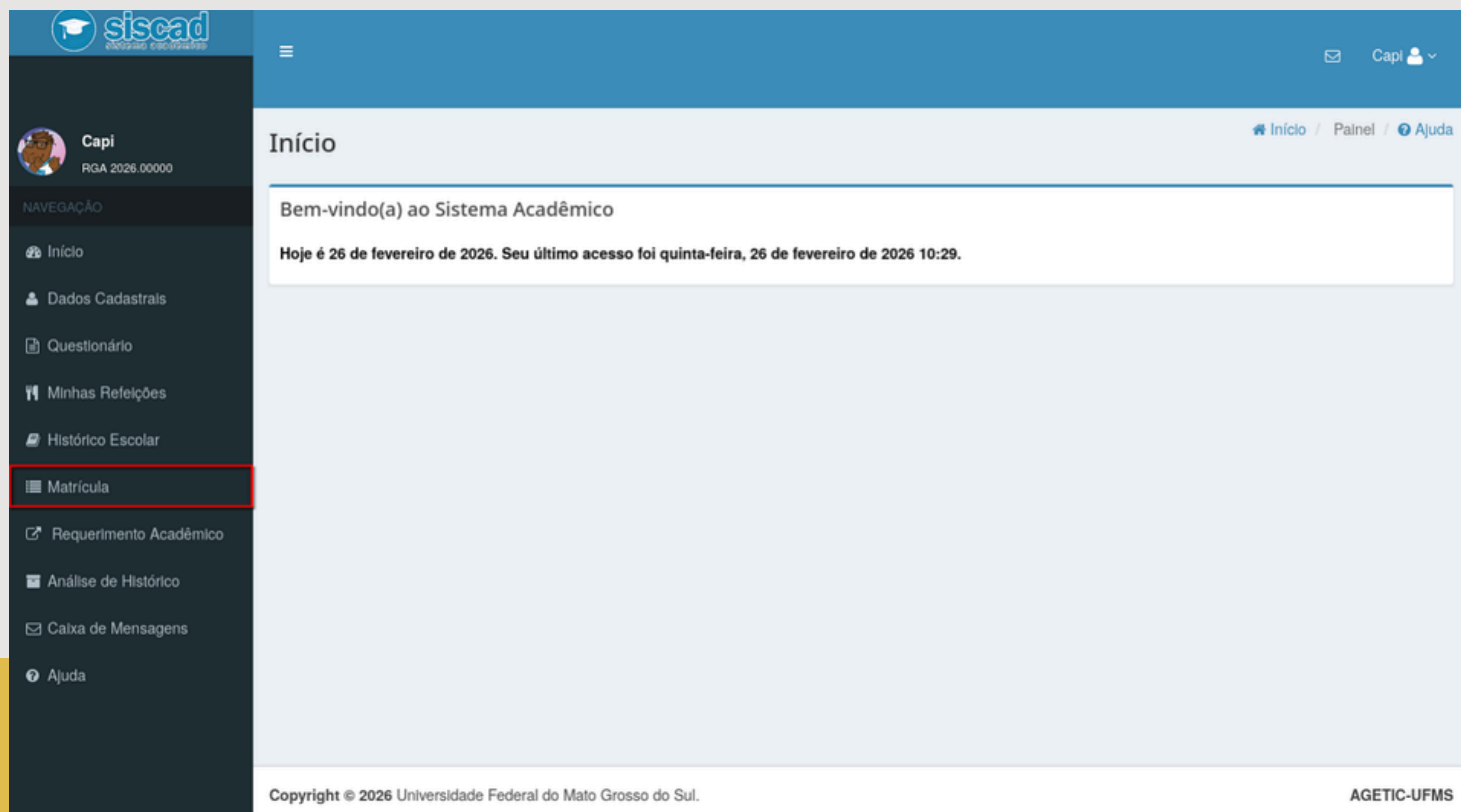 siscad
sistema acadêmico
Capi
Capi
RGA 2026.00000
NAVEGAÇÃO
Início
Dados Cadastrais
Questionário
Minhas Refeições
Histórico Escolar
Matrícula
Requerimento Acadêmico
Análise de Histórico
Caixa de Mensagens
Ajuda
Início
Início / Painel / Ajuda
Bem-vindo(a) ao Sistema Acadêmico
Hoje é 26 de fevereiro de 2026. Seu último acesso foi quinta-feira, 26 de fevereiro de 2026 10:29.
Copyright © 2026 Universidade Federal do Mato Grosso do Sul.
AGETIC-UFMS